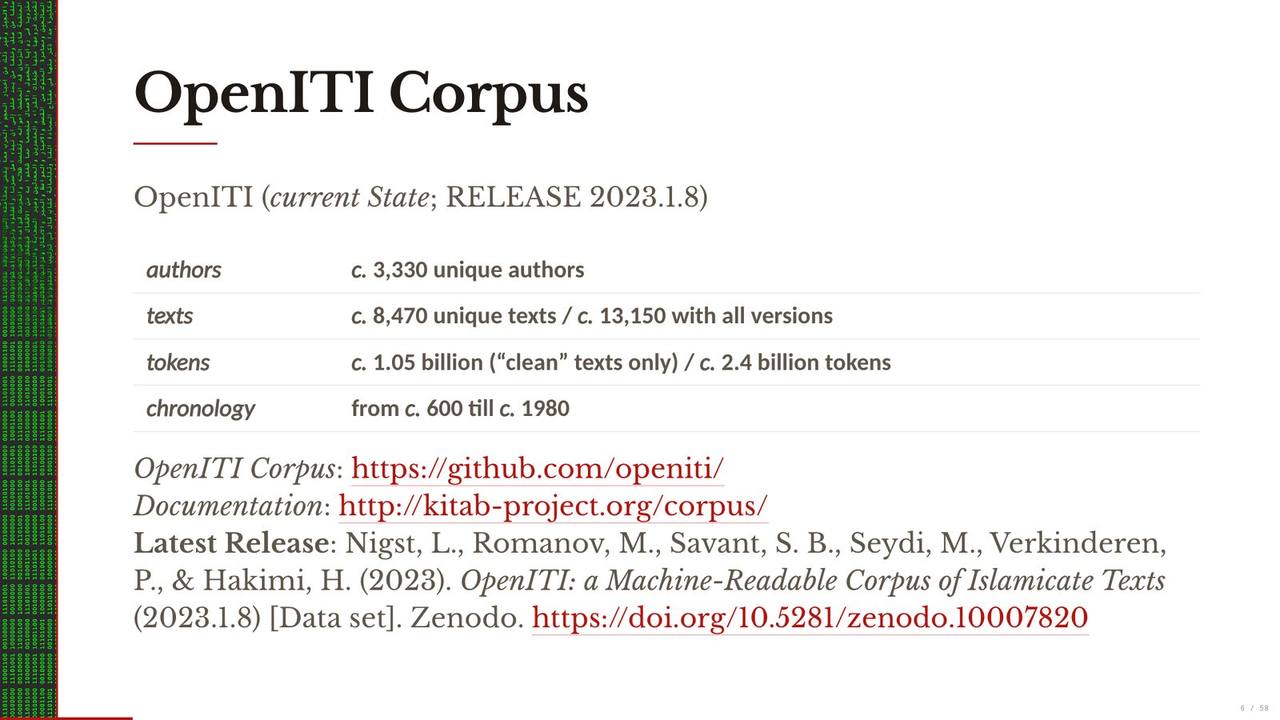 OpenITI Corpus
OpenITI (current State; RELEASE 2023.1.8)
authors c. 3,330 unique authors
texts c. 8,470 unique texts / c. 13,150 with all versions
tokens c. 1.05 billion (“clean” texts only) / c. 2.4 billion tokens
chronology from c. 600 till c. 1980
OpenITI Corpus: https://github.com/openiti/
Documentation: http://kitab-project.org/corpus/
Latest Release: Nigst, L., Romanov, M., Savant, S. B., Seydi, M., Verkinderen,
P., & Hakimi, H. (2023). OpenITI: a Machine-Readable Corpus of Islamicate Texts
(2023.1.8) [Data set]. Zenodo. https://doi.org/10.5281/zenodo.10007820
6 / 58